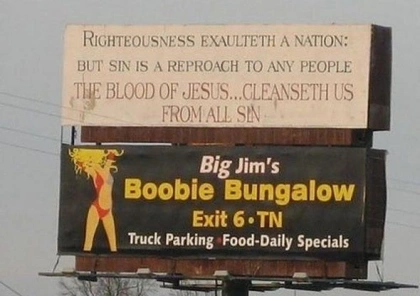 RIGHTEOUSNESS EXAULTETH A NATION:
BUT SIN IS A REPROACH TO ANY PEOPLE
THE BLOOD OF JESUS...CLEANSETH US
FROM ALL SIN
Big Jim's
Boobie Bungalow
Exit 6 • TN
Truck Parking • Food-Daily Specials